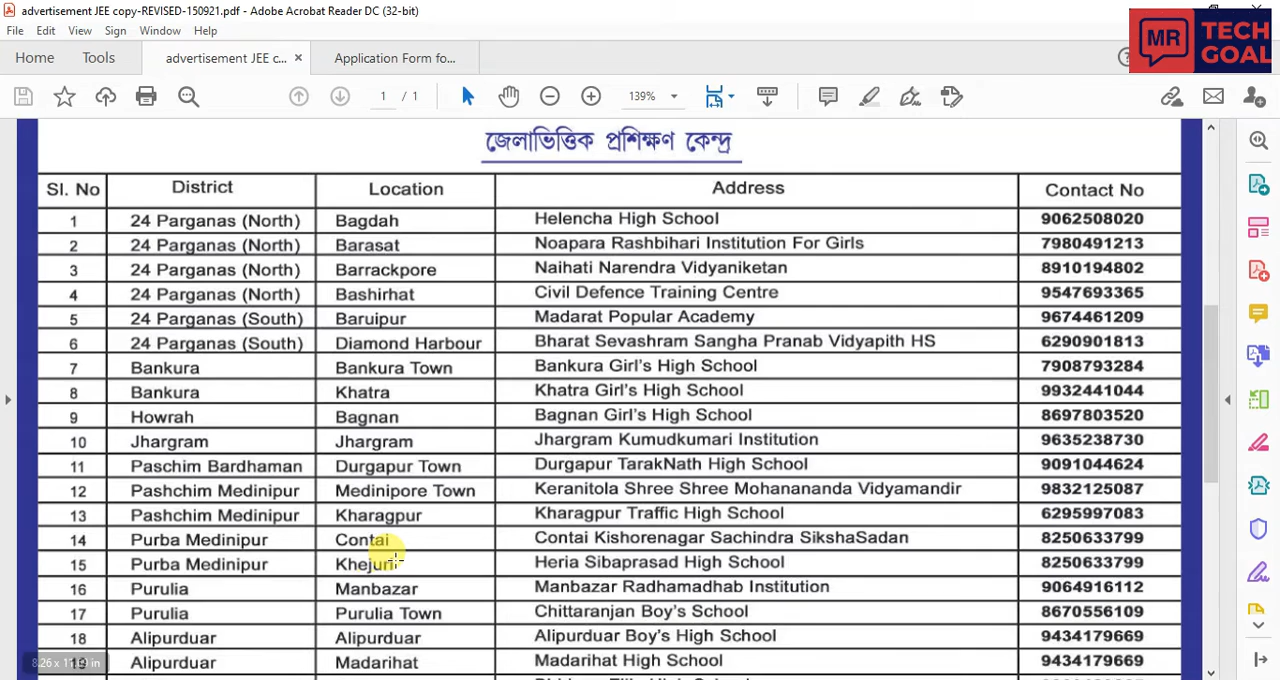 advertisement JEE copy-REVISED-150921.pdf - Adobe Acrobat Reader DC (32-bit)
MR TECH GOAL
File Edit View Sign Window Help
Home Tools advertisement JEE c... × Application Form fo...
1 / 1 139%
জেলাভিত্তিক প্রশিক্ষণ কেন্দ্র
Sl. No District Location Address Contact No
1 24 Parganas (North) Bagdah Helencha High School 9062508020
2 24 Parganas (North) Barasat Noapara Rashbihari Institution For Girls 7980491213
3 24 Parganas (North) Barrackpore Naihati Narendra Vidyaniketan 8910194802
4 24 Parganas (North) Bashirhat Civil Defence Training Centre 9547693365
5 24 Parganas (South) Baruipur Madarat Popular Academy 9674461209
6 24 Parganas (South) Diamond Harbour Bharat Sevashram Sangha Pranab Vidyapith HS 6290901813
7 Bankura Bankura Town Bankura Girl's High School 7908793284
8 Bankura Khatra Khatra Girl's High School 9932441044
9 Howrah Bagnan Bagnan Girl's High School 8697803520
10 Jhargram Jhargram Jhargram Kumudkumari Institution 9635238730
11 Paschim Bardhaman Durgapur Town Durgapur TarakNath High School 9091044624
12 Pashchim Medinipur Medinipore Town Keranitola Shree Shree Mohanananda Vidyamandir 9832125087
13 Pashchim Medinipur Kharagpur Kharagpur Traffic High School 6295997083
14 Purba Medinipur Contai Contai Kishorenagar Sachindra SikshaSadan 8250633799
15 Purba Medinipur Khejuri Heria Sibaprasad High School 8250633799
16 Purulia Manbazar Manbazar Radhamadhab Institution 9064916112
17 Purulia Purulia Town Chittaranjan Boy's School 8670556109
18 Alipurduar Alipurduar Alipurduar Boy's High School 9434179669
19 Alipurduar Madarihat Madarihat High School 9434179669